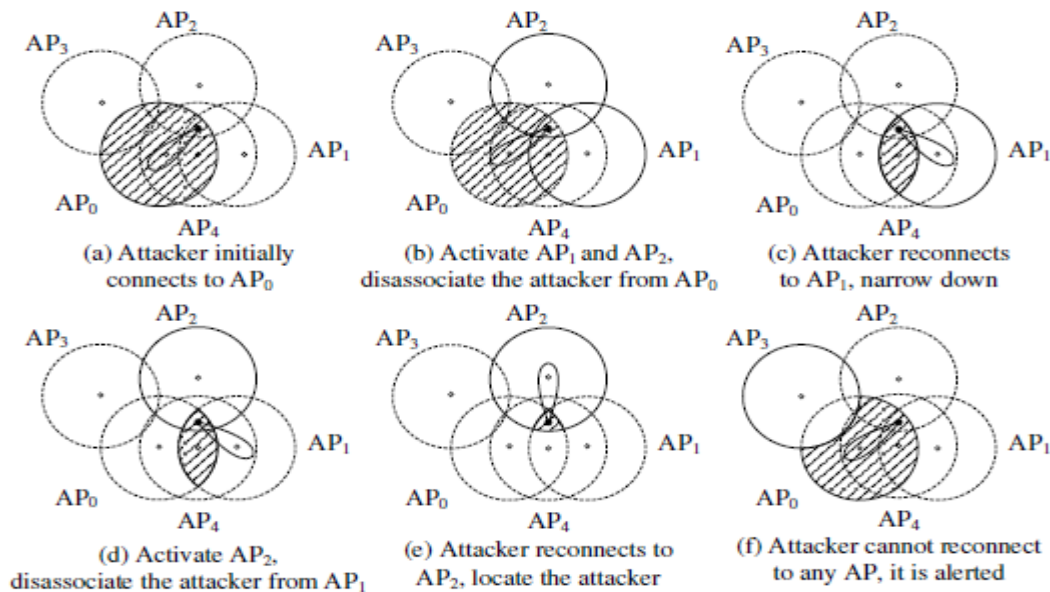 AP2
AP3
AP1
AP0
AP4
(a) Attacker initially
connects to AP0
AP2
AP3
AP1
AP0
AP4
(b) Activate AP1 and AP2,
disassociate the attacker from AP0
AP2
AP3
AP1
AP0
AP4
(c) Attacker reconnects
to AP1, narrow down
AP2
AP3
AP1
AP0
AP4
(d) Activate AP2,
disassociate the attacker from AP1
AP2
AP3
AP1
AP0
AP4
(e) Attacker reconnects to
AP2, locate the attacker
AP2
AP3
AP1
AP0
AP4
(f) Attacker cannot reconnect
to any AP, it is alerted